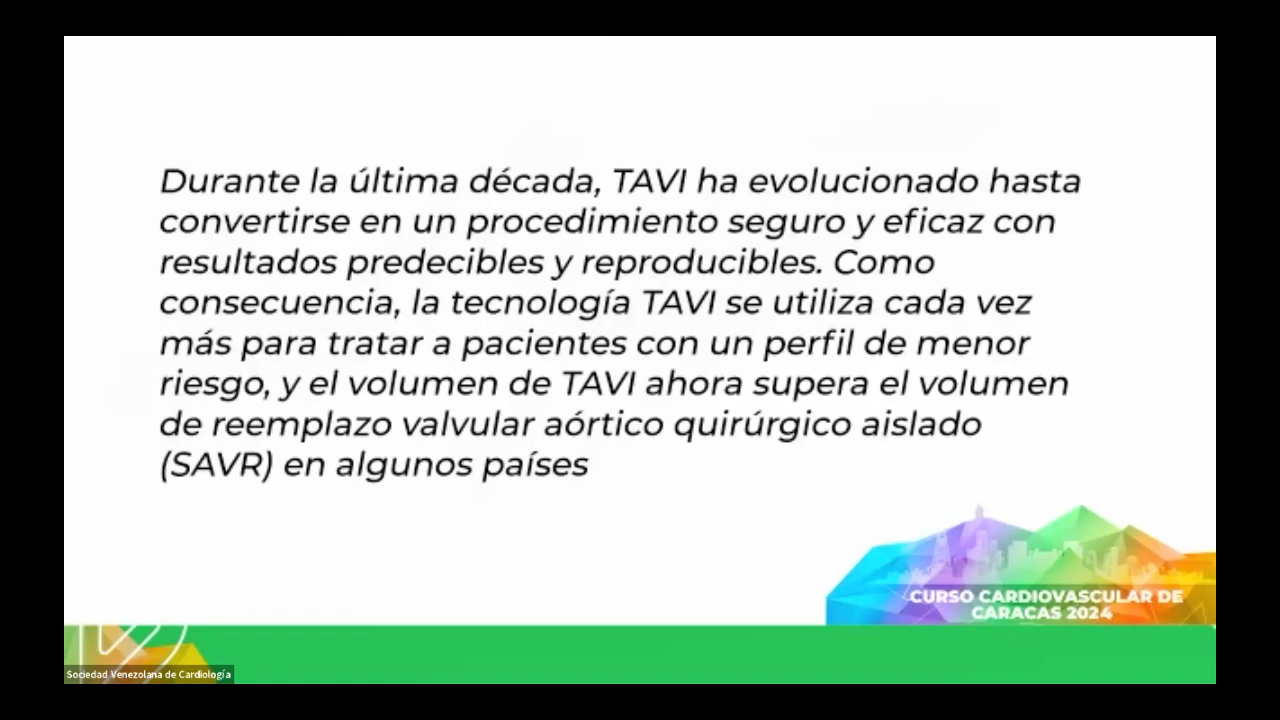 Durante la última década, TAVI ha evolucionado hasta
convertirse en un procedimiento seguro y eficaz con
resultados predecibles y reproducibles. Como
consecuencia, la tecnología TAVI se utiliza cada vez
más para tratar a pacientes con un perfil de menor
riesgo, y el volumen de TAVI ahora supera el volumen
de reemplazo valvular aórtico quirúrgico aislado
(SAVR) en algunos países
CURSO CARDIOVASCULAR DE
CARACAS 2024
Sociedad Venezolana de Cardiología